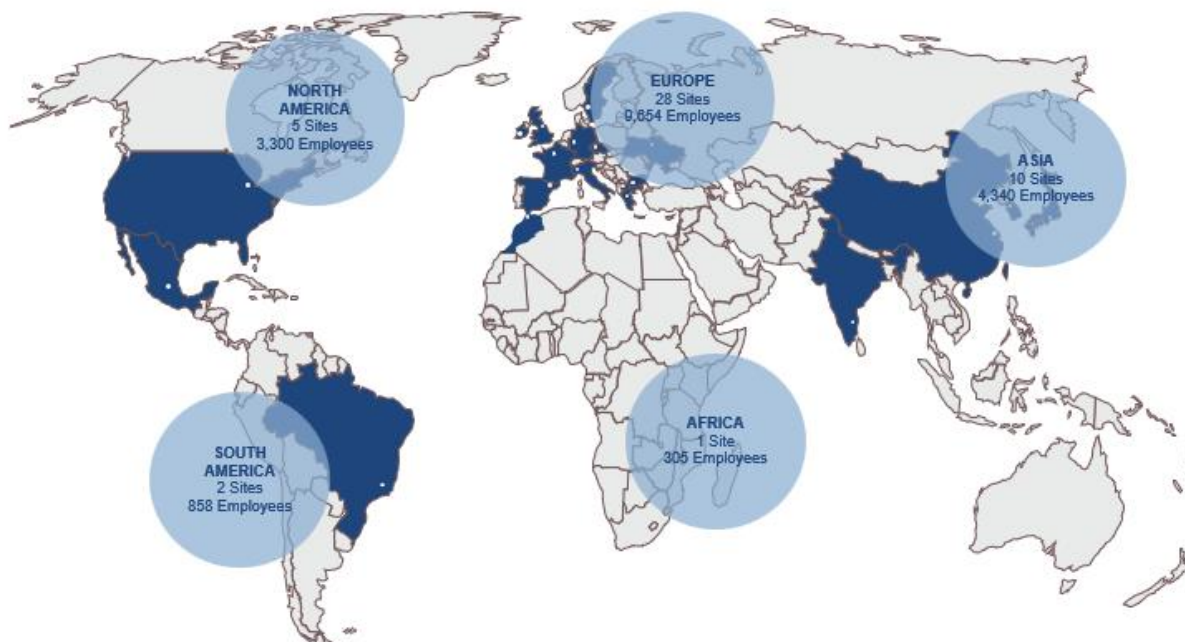 NORTH
AMERICA
5 Sites
3,300 Employees
EUROPE
28 Sites
9,654 Employees
ASIA
10 Sites
4,340 Employees
SOUTH
AMERICA
2 Sites
858 Employees
AFRICA
1 Site
305 Employees